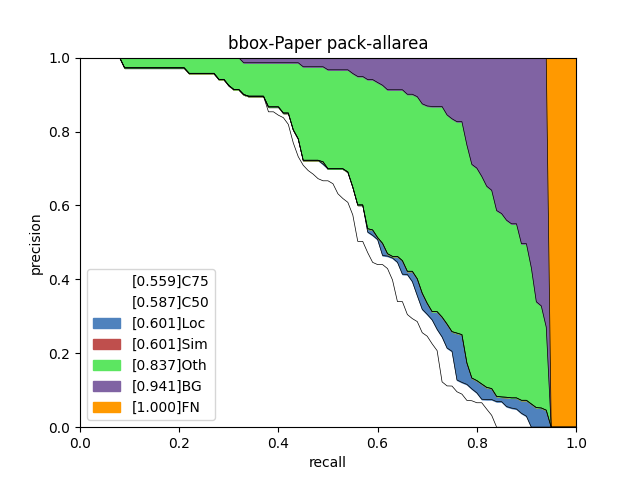 bbox-Paper pack-allarea
precision
1.0
0.8
0.6
0.4
0.2
0.0
[0.559]C75
[0.587]C50
[0.601]Loc
[0.601]Sim
[0.837]Oth
[0.941]BG
[1.000]FN
0.0 0.2 0.4 0.6 0.8 1.0
recall